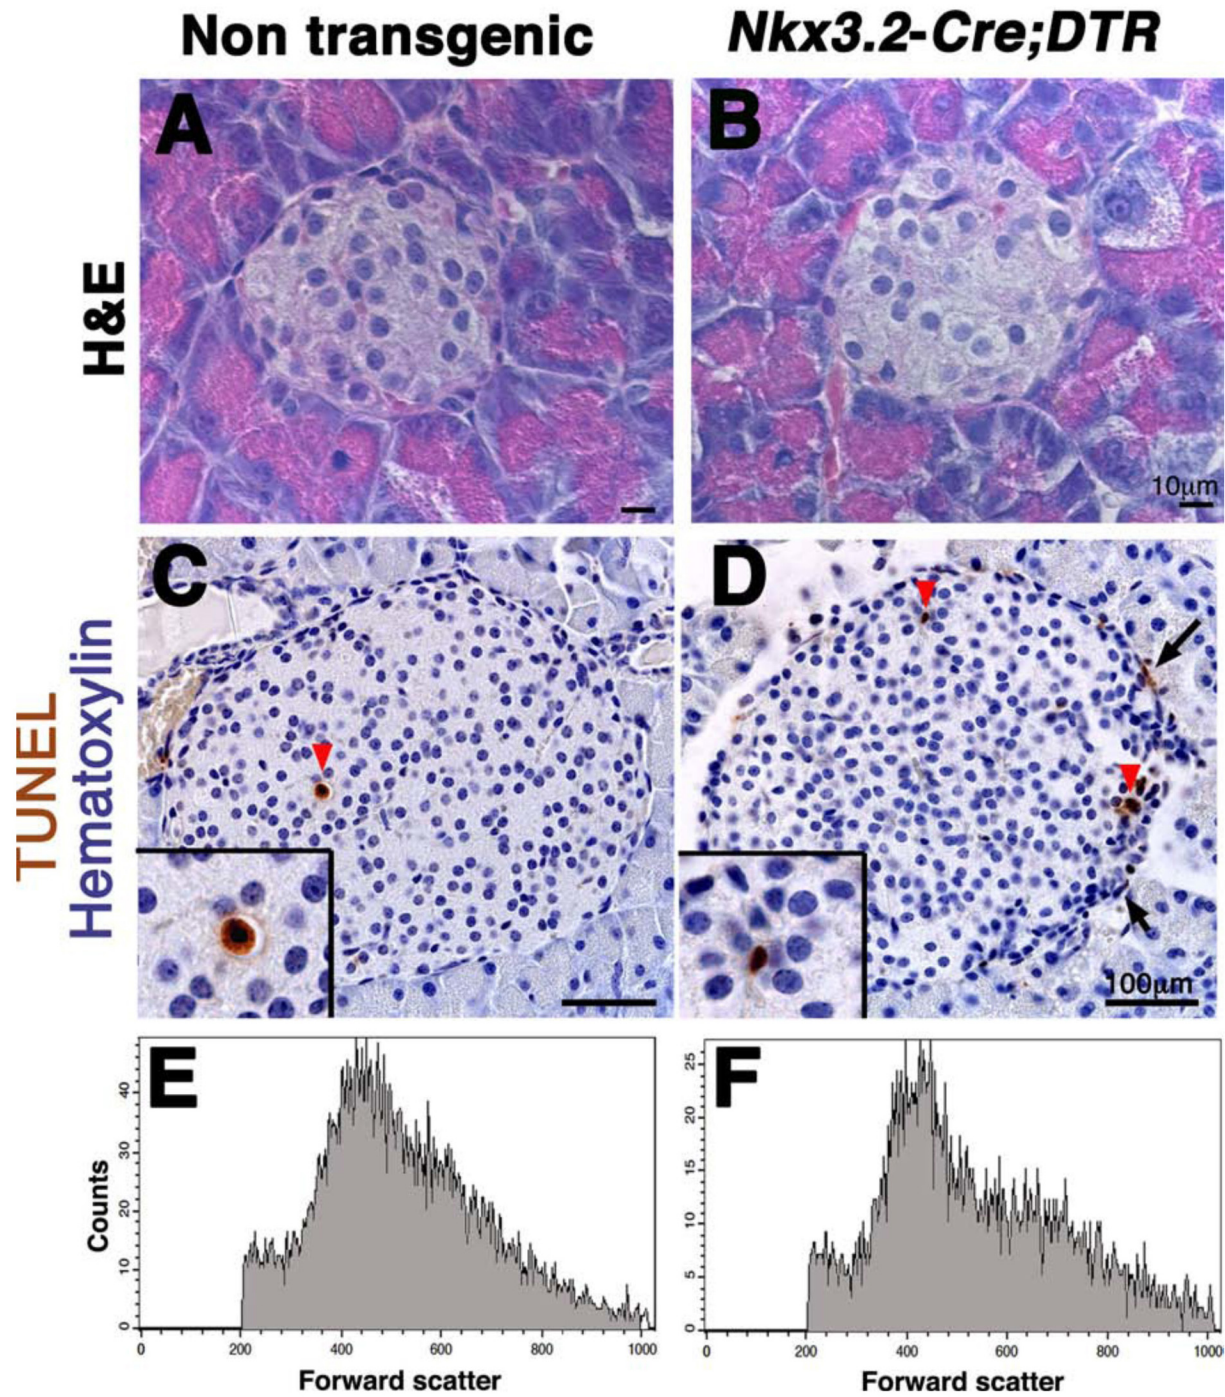 Non transgenic
Nkx3.2-Cre;DTR
H&E
A
B
10µm
TUNEL
Hematoxylin
C
D
100µm
E
F
Counts
40
30
20
10
0
0 200 400 600 800 1000
Forward scatter
25
20
15
10
5
0
0 200 400 600 800 1000
Forward scatter